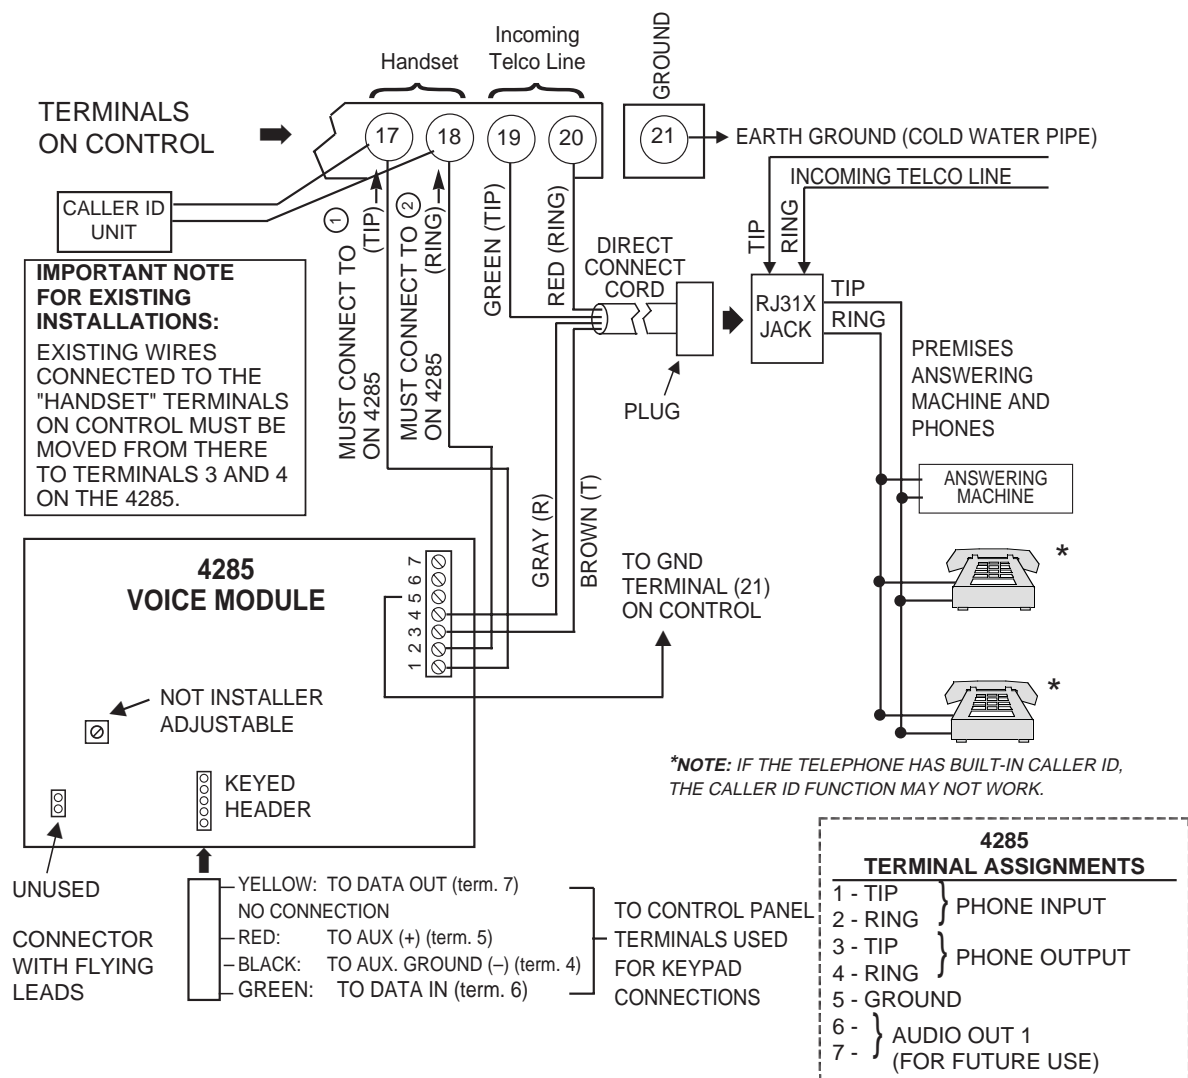 Handset
Incoming
Telco Line
GROUND
TERMINALS
ON CONTROL
17
18
19
20
21
EARTH GROUND (COLD WATER PIPE)
INCOMING TELCO LINE
CALLER ID
UNIT
MUST CONNECT TO 1
ON 4285
(TIP)
MUST CONNECT TO 2
ON 4285
(RING)
GREEN (TIP)
RED (RING)
DIRECT
CONNECT
CORD
PLUG
TIP
RING
RJ31X
JACK
TIP
RING
IMPORTANT NOTE
FOR EXISTING
INSTALLATIONS:
EXISTING WIRES
CONNECTED TO THE
"HANDSET" TERMINALS
ON CONTROL MUST BE
MOVED FROM THERE
TO TERMINALS 3 AND 4
ON THE 4285.
PREMISES
ANSWERING
MACHINE AND
PHONES
ANSWERING
MACHINE
*
*
GRAY (R)
BROWN (T)
TO GND
TERMINAL (21)
ON CONTROL
4285
VOICE MODULE
1 2 3 4 5 6 7
NOT INSTALLER
ADJUSTABLE
KEYED
HEADER
UNUSED
*NOTE: IF THE TELEPHONE HAS BUILT-IN CALLER ID,
THE CALLER ID FUNCTION MAY NOT WORK.
CONNECTOR
WITH FLYING
LEADS
YELLOW: TO DATA OUT (term. 7)
NO CONNECTION
RED: TO AUX (+) (term. 5)
BLACK: TO AUX. GROUND (–) (term. 4)
GREEN: TO DATA IN (term. 6)
TO CONTROL PANEL
TERMINALS USED
FOR KEYPAD
CONNECTIONS
4285
TERMINAL ASSIGNMENTS
1 - TIP
2 - RING
PHONE INPUT
3 - TIP
4 - RING
PHONE OUTPUT
5 - GROUND
6 -
7 -
AUDIO OUT 1
(FOR FUTURE USE)